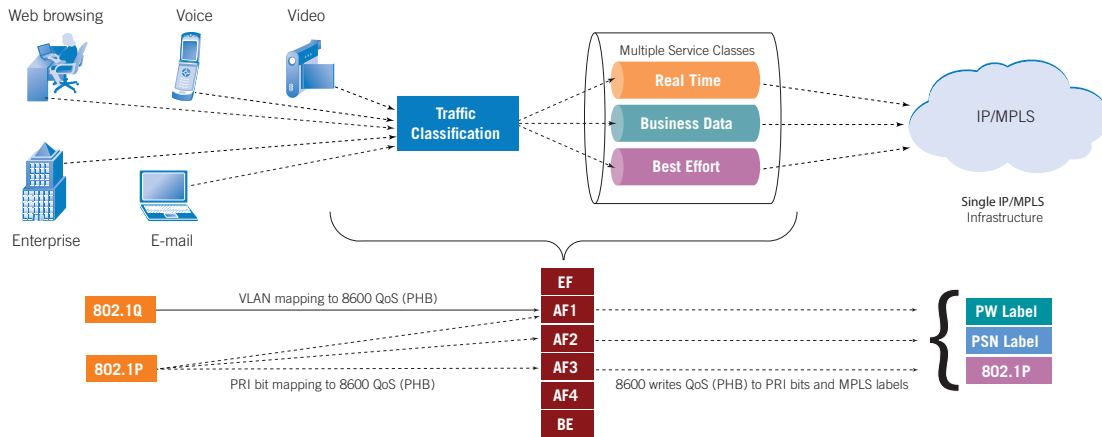 Web browsing
Voice
Video
Multiple Service Classes
Real Time
Traffic
Classification
Business Data
IP/MPLS
Best Effort
Single IP/MPLS
Infrastructure
Enterprise
E-mail
EF
VLAN mapping to 8600 QoS (PHB)
802.1Q
AF1
PW Label
AF2
PSN Label
802.1P
AF3
802.1P
PRI bit mapping to 8600 QoS (PHB)
8600 writes QoS (PHB) to PRI bits and MPLS labels
AF4
BE